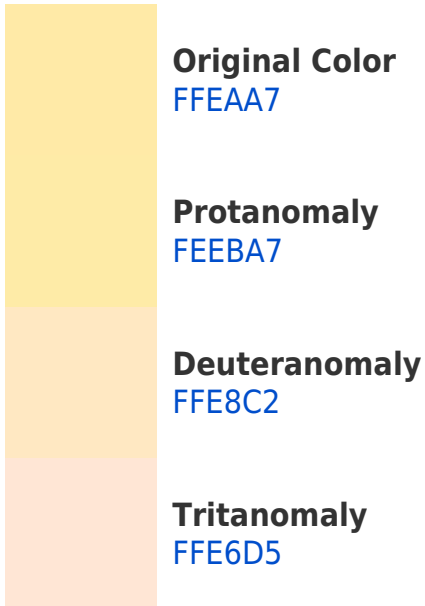 Original Color
FFEAA7
Protanomaly
FEEBA7
Deuteranomaly
FFE8C2
Tritanomaly
FFE6D5